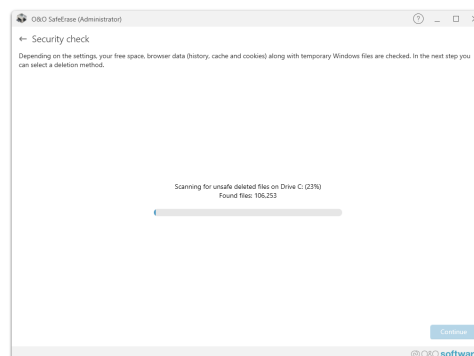 O&O SafeErase (Administrator)
← Security check
Depending on the settings, your free space, browser data (history, cache and cookies) along with temporary Windows files are checked. In the next step you
can select a deletion method.
Scanning for unsafe deleted files on Drive C: (23%)
Found files: 106.253
Continue
O&O softwar